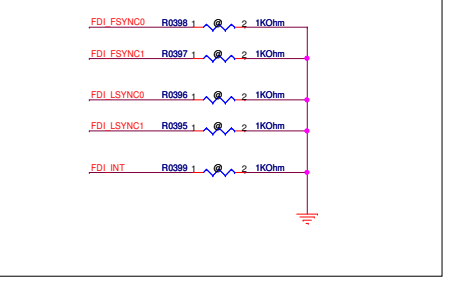 FDI_FSYNC0 R0398 1 @ 2 1KOhm
FDI_FSYNC1 R0397 1 @ 2 1KOhm
FDI_LSYNC0 R0396 1 @ 2 1KOhm
FDI_LSYNC1 R0395 1 @ 2 1KOhm
FDI_INT R0399 1 @ 2 1KOhm